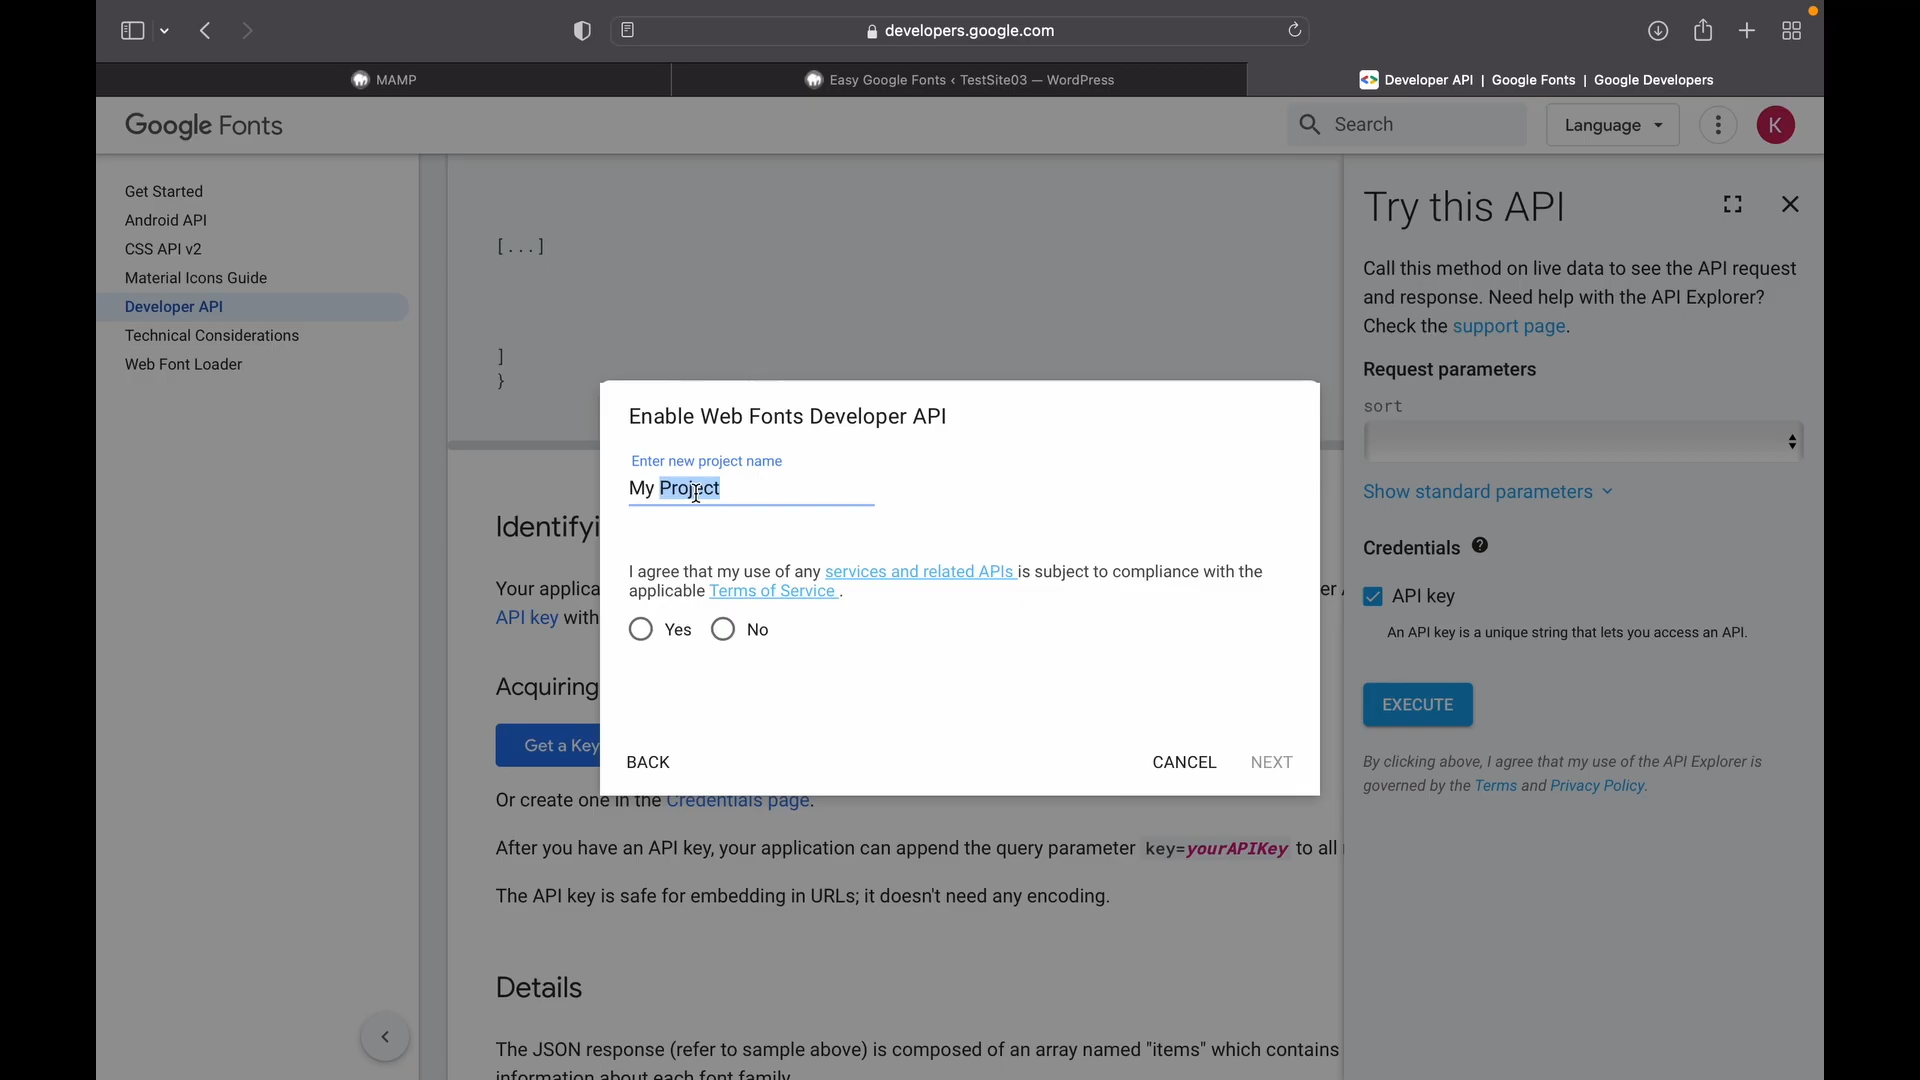 developers.google.com
MAMP
Easy Google Fonts ‹ TestSite03 — WordPress
Developer API | Google Fonts | Google Developers
Google Fonts
Search
Language
K
Get Started
Android API
CSS API v2
Material Icons Guide
Developer API
Technical Considerations
Web Font Loader
[...]
]
}
Identifyi
Your applica
er
API key with
Acquiring
Get a Key
Or create one in the Credentials page.
After you have an API key, your application can append the query parameter key=yourAPIKey to all
The API key is safe for embedding in URLs; it doesn't need any encoding.
Details
The JSON response (refer to sample above) is composed of an array named "items" which contains
information about each font family.
Enable Web Fonts Developer API
Enter new project name
My Project
I agree that my use of any services and related APIs is subject to compliance with the
applicable Terms of Service .
Yes No
BACK CANCEL NEXT
Try this API
Call this method on live data to see the API request
and response. Need help with the API Explorer?
Check the support page.
Request parameters
sort
Show standard parameters
Credentials ?
API key
An API key is a unique string that lets you access an API.
EXECUTE
By clicking above, I agree that my use of the API Explorer is
governed by the Terms and Privacy Policy.